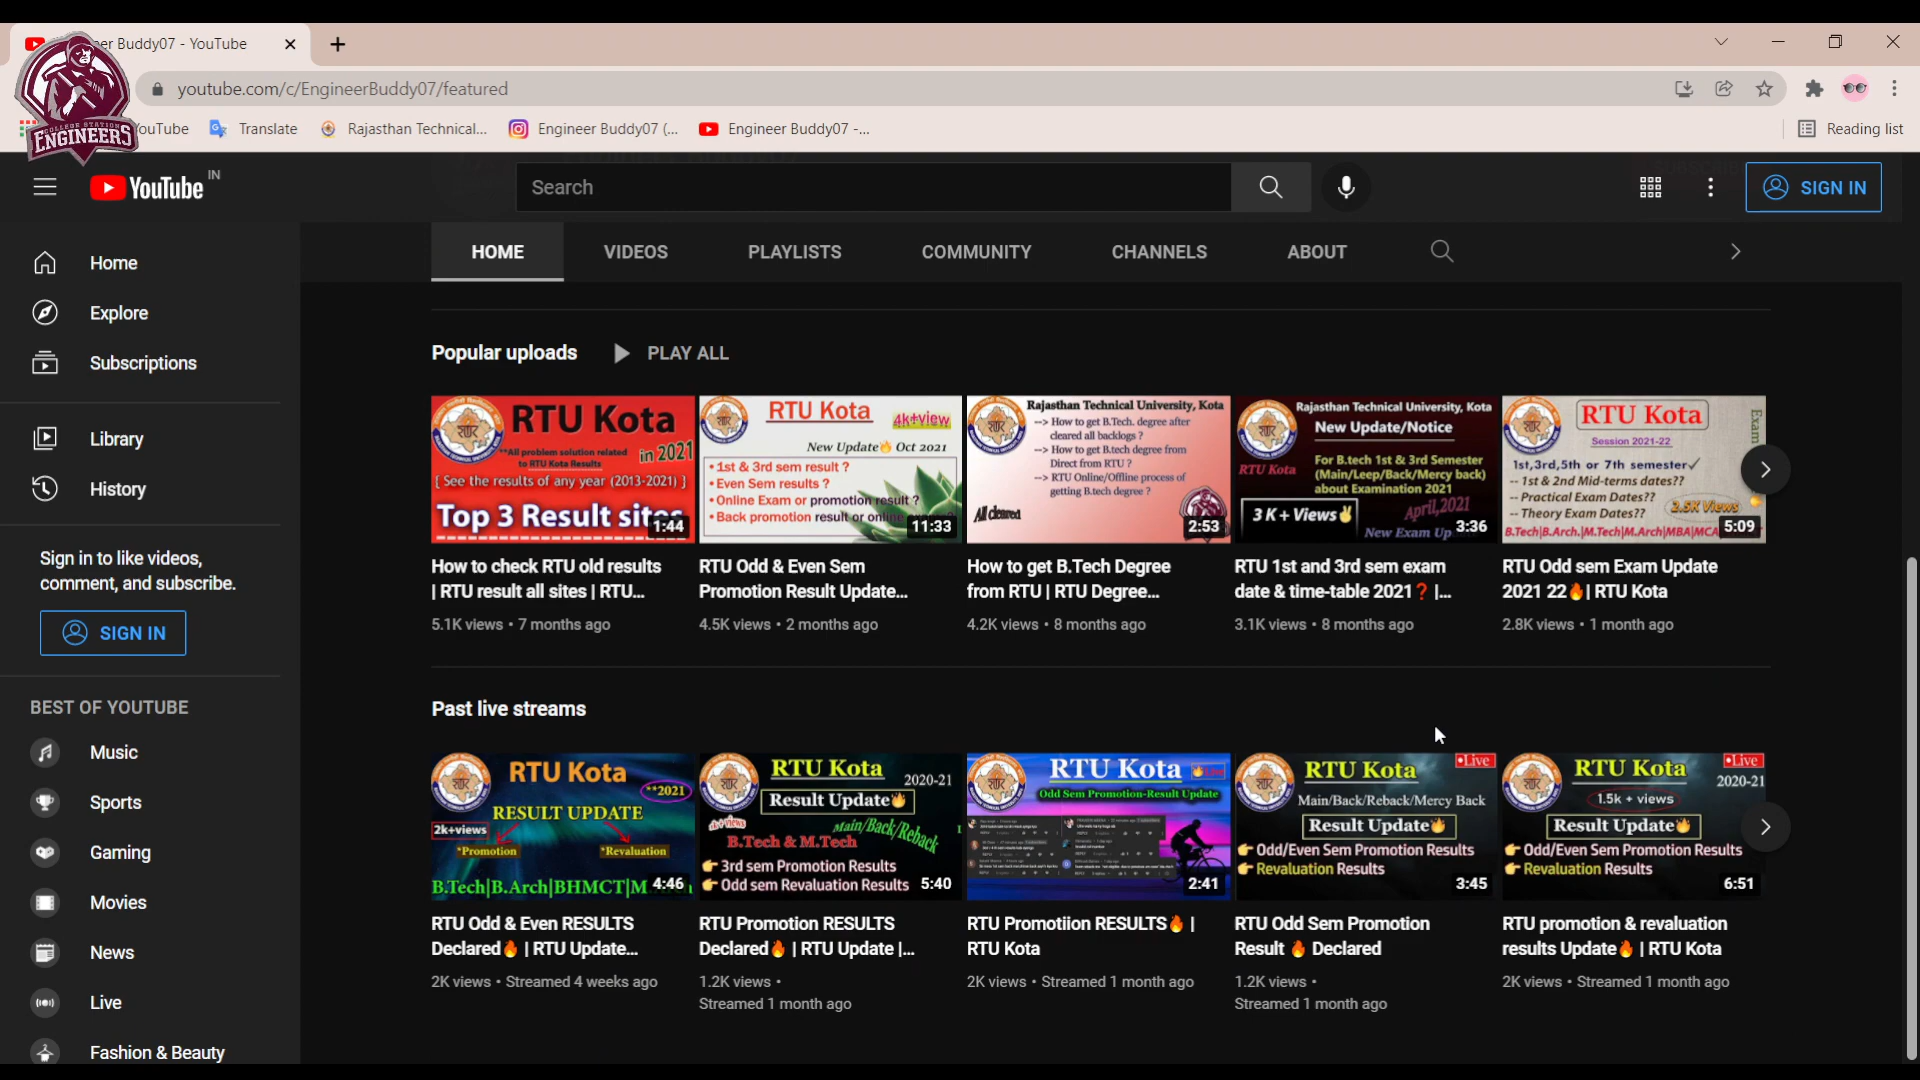 er Buddy07 - YouTube
youtube.com/c/EngineerBuddy07/featured
COLLEGE STATION
ENGINEERS
ouTube
Translate
Rajasthan Technical...
Engineer Buddy07 (...
Engineer Buddy07 -...
Reading list
YouTube IN
Search
SIGN IN
HOME
VIDEOS
PLAYLISTS
COMMUNITY
CHANNELS
ABOUT
Home
Explore
Subscriptions
Library
History
Sign in to like videos,
comment, and subscribe.
SIGN IN
BEST OF YOUTUBE
Music
Sports
Gaming
Movies
News
Live
Fashion & Beauty
Popular uploads
PLAY ALL
RTU Kota
**All problem solution related
to RTU Kota Results
in 2021
[ See the results of any year (2013-2021) ]
Top 3 Result sites
1:44
How to check RTU old results
| RTU result all sites | RTU...
5.1K views • 7 months ago
RTU Kota
4k+view
New Update🔥 Oct 2021
• 1st & 3rd sem result ?
• Even Sem results ?
• Online Exam or promotion result ?
• Back promotion result or online
11:33
RTU Odd & Even Sem
Promotion Result Update...
4.5K views • 2 months ago
Rajasthan Technical University, Kota
--> How to get B.Tech. degree after
cleared all backlogs ?
--> How to get B.tech degree from
Direct from RTU ?
--> RTU Online/Offline process of
getting B.tech degree ?
All cleared
2:53
How to get B.Tech Degree
from RTU | RTU Degree...
4.2K views • 8 months ago
Rajasthan Technical University, Kota
New Update/Notice
RTU Kota
For B.tech 1st & 3rd Semester
(Main/Leep/Back/Mercy back)
about Examination 2021
3 K + Views✌
April,2021
New Exam Up
3:36
RTU 1st and 3rd sem exam
date & time-table 2021❓ |...
3.1K views • 8 months ago
RTU Kota
Exam
Session 2021-22
1st,3rd,5th or 7th semester✓
-- 1st & 2nd Mid-terms dates??
-- Practical Exam Dates??
-- Theory Exam Dates??
2.5K Views
B.Tech|B.Arch.|M.Tech|M.Arch|MBA|MCA
5:09
RTU Odd sem Exam Update
2021 22🔥| RTU Kota
2.8K views • 1 month ago
Past live streams
RTU Kota
**2021
RESULT UPDATE
2k+views
*Promotion
*Revaluation
B.Tech|B.Arch|BHMCT|M
4:46
RTU Odd & Even RESULTS
Declared🔥 | RTU Update...
2K views • Streamed 4 weeks ago
RTU Kota
2020-21
Result Update🔥
Main/Back/Reback
B.Tech & M.Tech
👉 3rd sem Promotion Results
👉 Odd sem Revaluation Results
5:40
RTU Promotion RESULTS
Declared🔥 | RTU Update |...
1.2K views •
Streamed 1 month ago
RTU Kota
Odd Sem Promotion-Result Update
2:41
RTU Promotiion RESULTS🔥 |
RTU Kota
2K views • Streamed 1 month ago
•Live
RTU Kota
Main/Back/Reback/Mercy Back
Result Update🔥
👉 Odd/Even Sem Promotion Results
👉 Revaluation Results
3:45
RTU Odd Sem Promotion
Result 🔥 Declared
1.2K views •
Streamed 1 month ago
•Live
RTU Kota
2020-21
1.5k + views
Result Update🔥
👉 Odd/Even Sem Promotion Results
👉 Revaluation Results
6:51
RTU promotion & revaluation
results Update🔥 | RTU Kota
2K views • Streamed 1 month ago